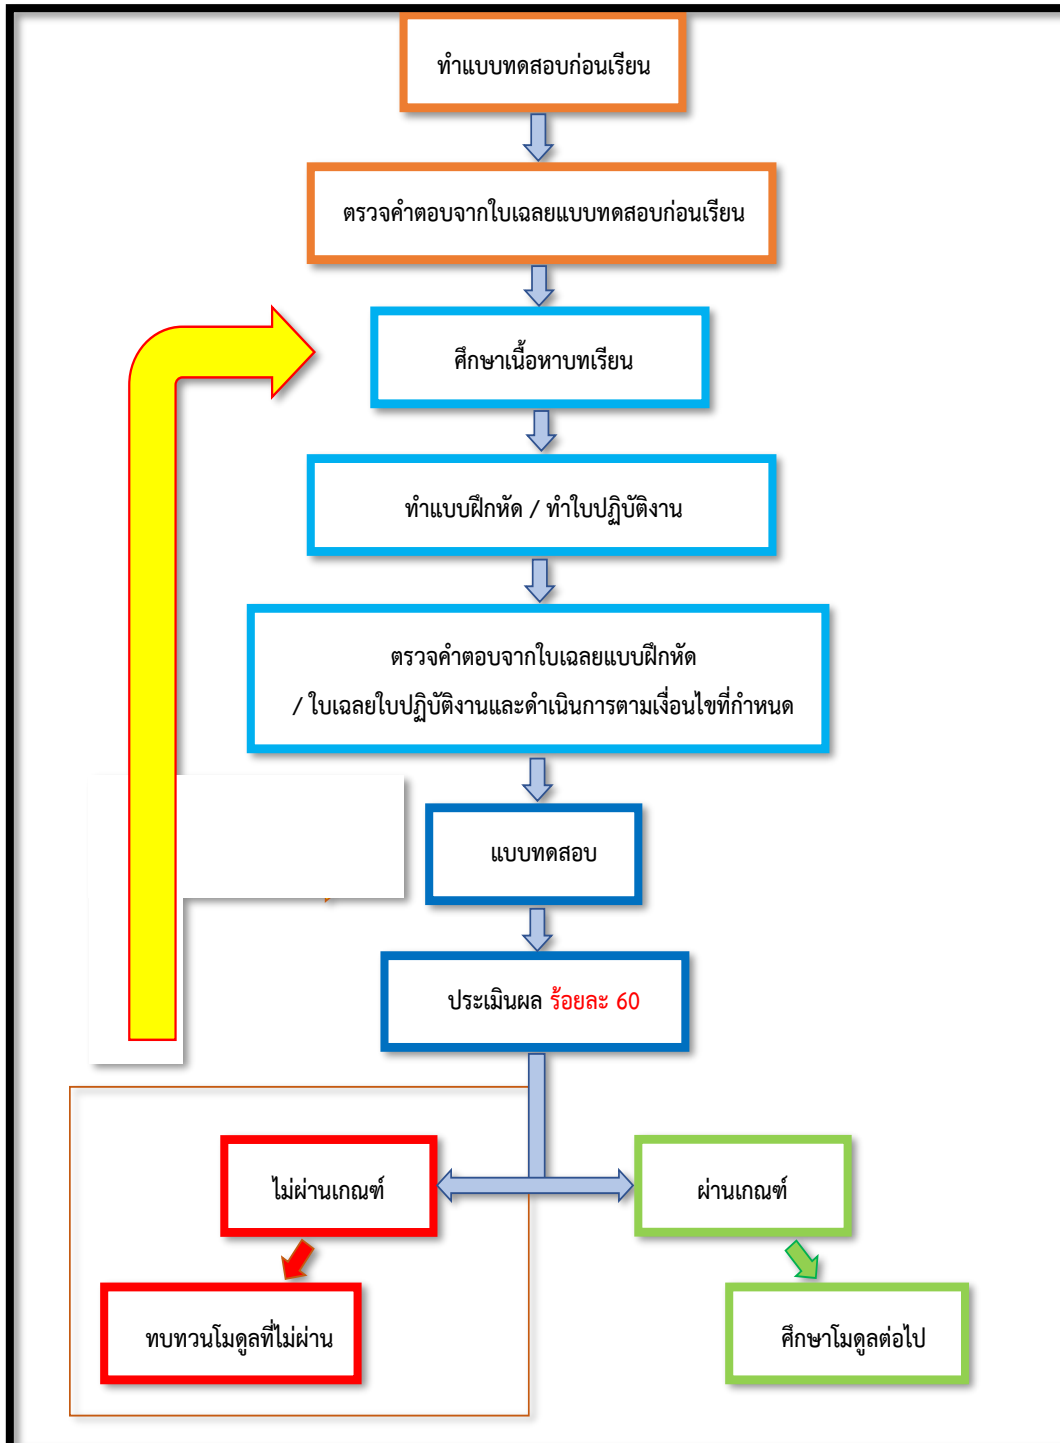 ทำแบบทดสอบก่อนเรียน
ตรวจคำตอบจากใบเฉลยแบบทดสอบก่อนเรียน
ศึกษาเนื้อหาบทเรียน
ทำแบบฝึกหัด / ทำใบปฏิบัติงาน
ตรวจคำตอบจากใบเฉลยแบบฝึกหัด
/ ใบเฉลยใบปฏิบัติงานและดำเนินการตามเงื่อนไขที่กำหนด
แบบทดสอบ
ประเมินผล ร้อยละ 60
ไม่ผ่านเกณฑ์
ผ่านเกณฑ์
ทบทวนโมดูลที่ไม่ผ่าน
ศึกษาโมดูลต่อไป